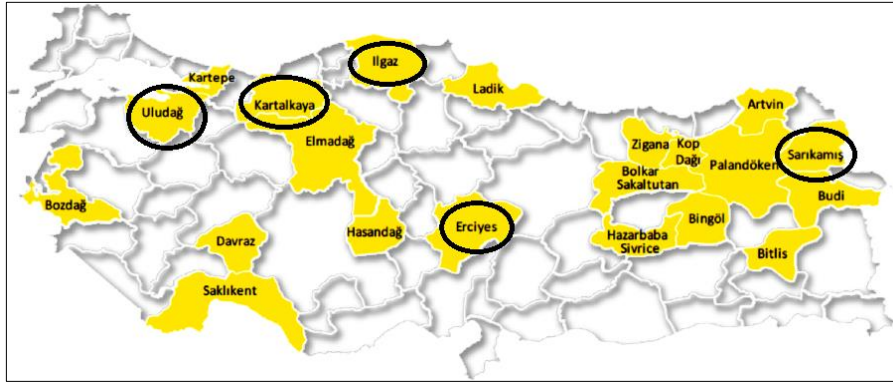 Ilgaz
Kartepe
Kartalkaya
Ladik
Artvin
Uludağ
Elmadağ
Zigana
Kop
Dağı
Palandöken
Sarıkamış
Bolkar
Sakaltutan
Budi
Bozdağ
Davraz
Hasandağ
Erciyes
Hazarbaba
Sivrice
Bingöl
Bitlis
Saklıkent